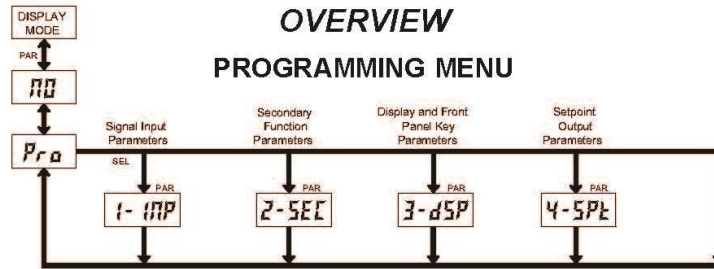 OVERVIEW
PROGRAMMING MENU
DISPLAY
MODE
PAR
NO
Pro
SEL
Signal Input
Parameters
Secondary
Function
Parameters
Display and Front
Panel Key
Parameters
Setpoint
Output
Parameters
PAR
1-INP
PAR
2-SEC
PAR
3-dSP
PAR
4-SPt